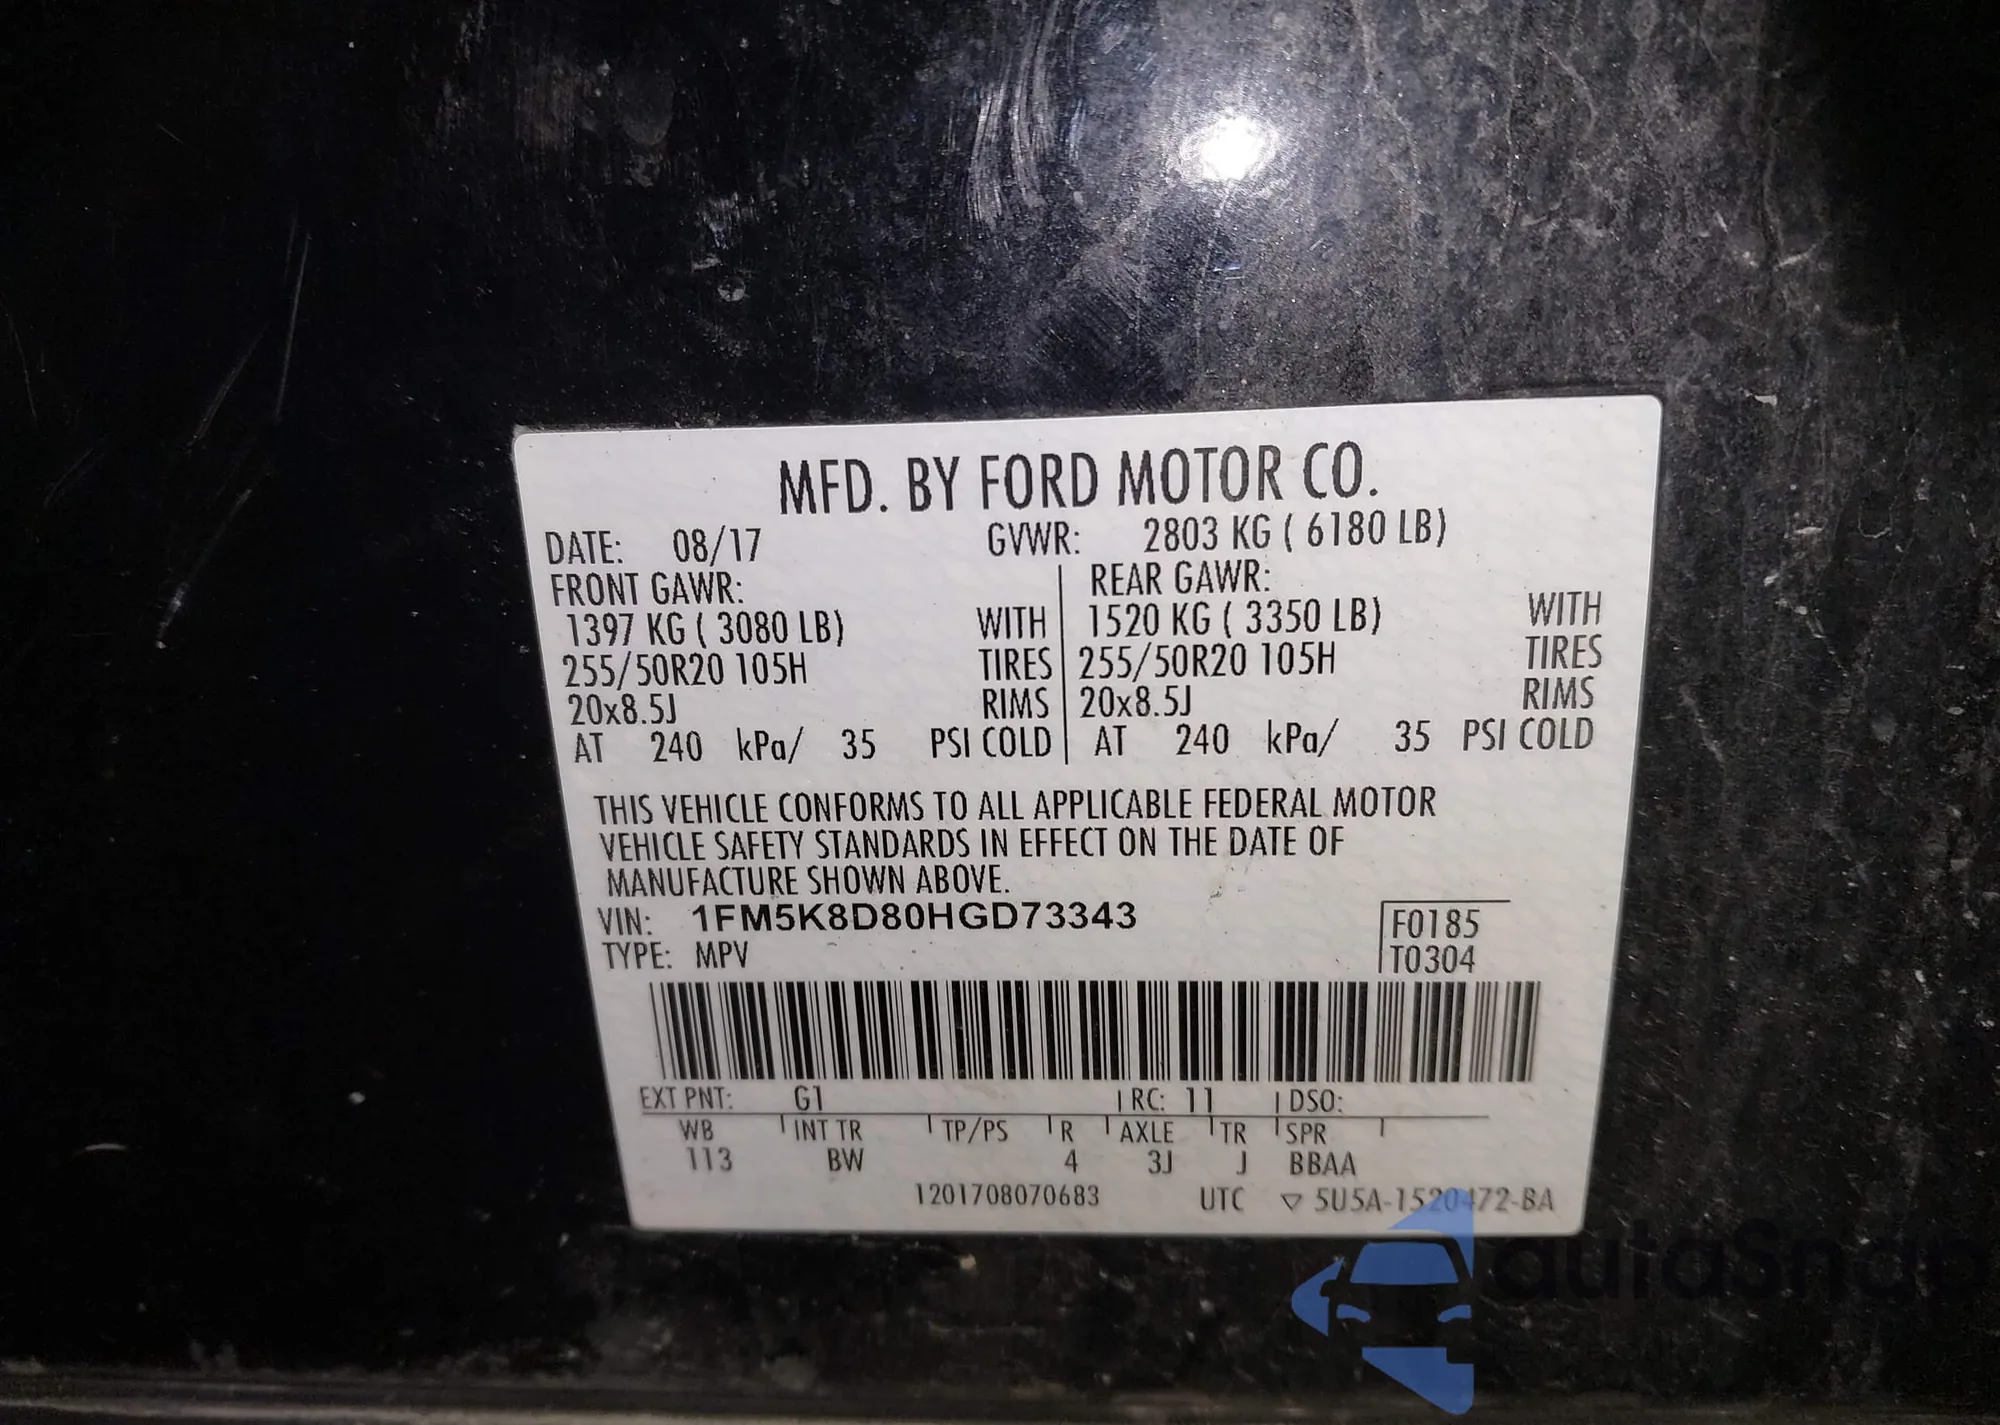 MFD. BY FORD MOTOR CO.
DATE: 08/17 GVWR: 2803 KG ( 6180 LB)
FRONT GAWR: REAR GAWR:
1397 KG ( 3080 LB) WITH 1520 KG ( 3350 LB) WITH
255/50R20 105H TIRES 255/50R20 105H TIRES
20x8.5J RIMS 20x8.5J RIMS
AT 240 kPa/ 35 PSI COLD AT 240 kPa/ 35 PSI COLD
THIS VEHICLE CONFORMS TO ALL APPLICABLE FEDERAL MOTOR
VEHICLE SAFETY STANDARDS IN EFFECT ON THE DATE OF
MANUFACTURE SHOWN ABOVE.
VIN: 1FM5K8D80HGD73343 F0185
TYPE: MPV T0304
EXT PNT: G1 RC: 11 DSO:
WB INT TR TP/PS R AXLE TR SPR
113 BW 4 3J J BBAA
1201708070683 UTC ▽ 5U5A-1520472-BA
autoSnap